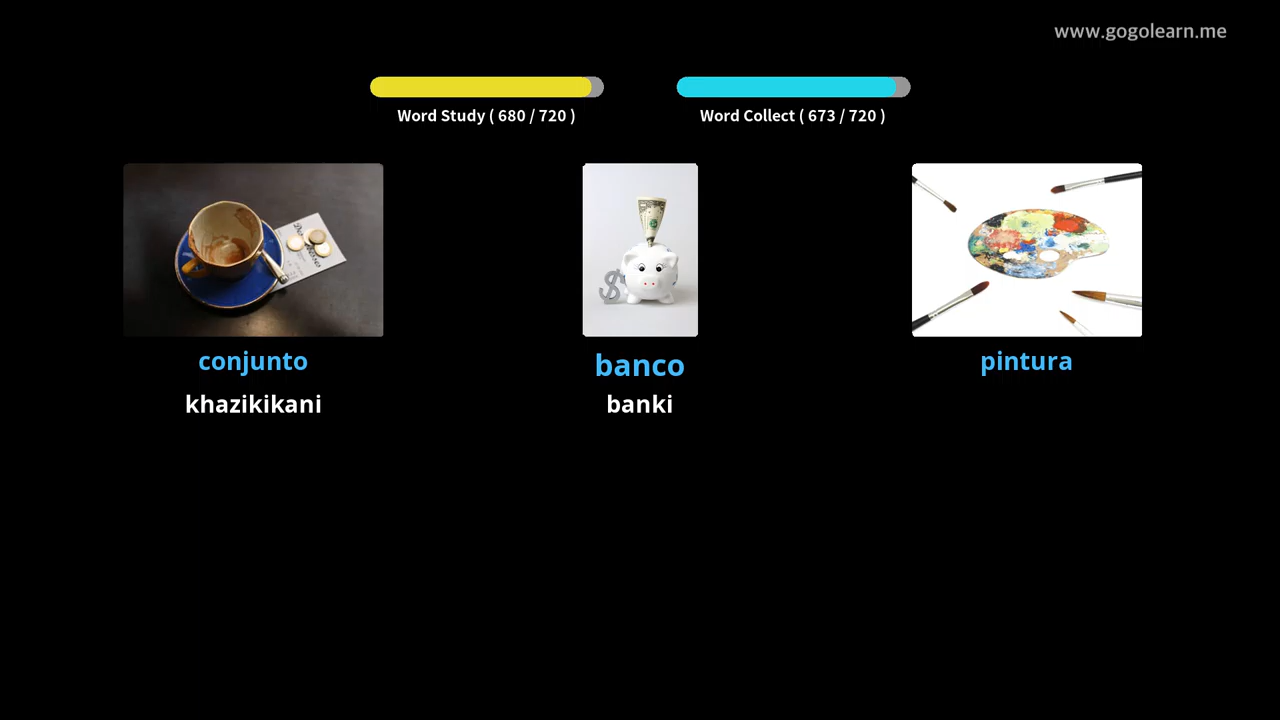 www.gogolearn.me
Word Study ( 680 / 720 )
Word Collect ( 673 / 720 )
conjunto
banco
pintura
khazikikani
banki